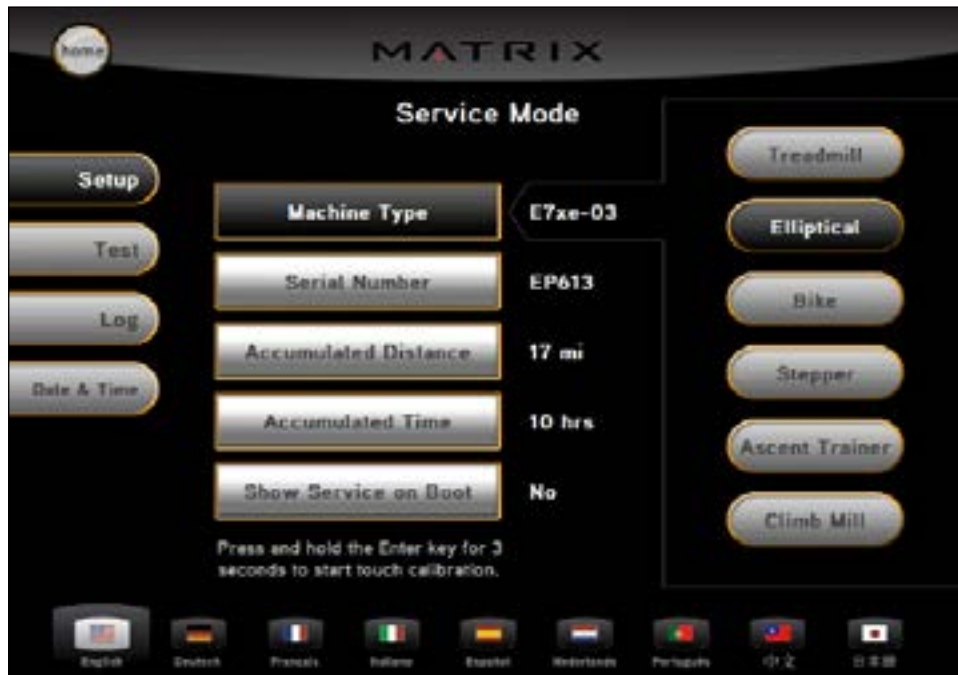 home
MATRIX
Service Mode
Setup
Test
Log
Date & Time
Machine Type
E7xe-03
Serial Number
EP613
Accumulated Distance
17 mi
Accumulated Time
10 hrs
Show Service on Boot
No
Press and hold the Enter key for 3
seconds to start touch calibration.
Treadmill
Elliptical
Bike
Stepper
Ascent Trainer
Climb Mill
English
Deutsch
Français
Italiano
Español
Nederlands
Português
中文
日本語